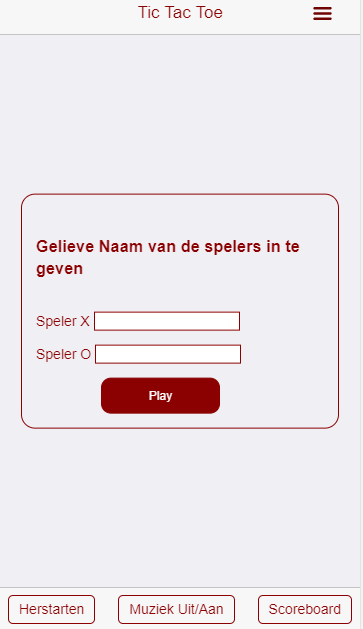 Tic Tac Toe
Gelieve Naam van de spelers in te
geven
Speler X
Speler O
Play
Herstarten Muziek Uit/Aan Scoreboard